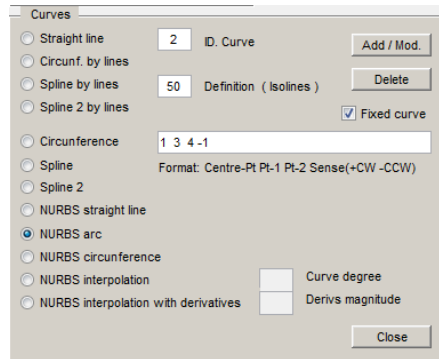 Curves
Straight line 2 ID. Curve Add / Mod.
Circunf. by lines
Spline by lines 50 Definition ( Isolines ) Delete
Spline 2 by lines Fixed curve
Circunference 1 3 4 -1
Spline Format: Centre-Pt Pt-1 Pt-2 Sense(+CW -CCW)
Spline 2
NURBS straight line
NURBS arc
NURBS circunference
NURBS interpolation Curve degree
NURBS interpolation with derivatives Derivs magnitude
Close